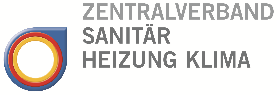 ZENTRALVERBAND
SANITÄR
HEIZUNG KLIMA